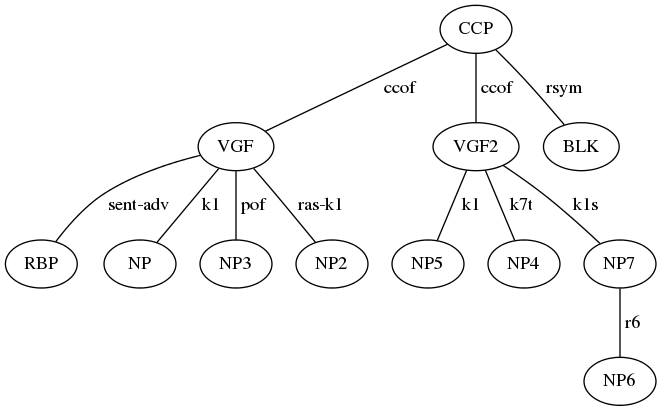 CCP
ccof ccof rsym
VGF VGF2 BLK
sent-adv k1 pof ras-k1 k1 k7t k1s
RBP NP NP3 NP2 NP5 NP4 NP7
r6
NP6